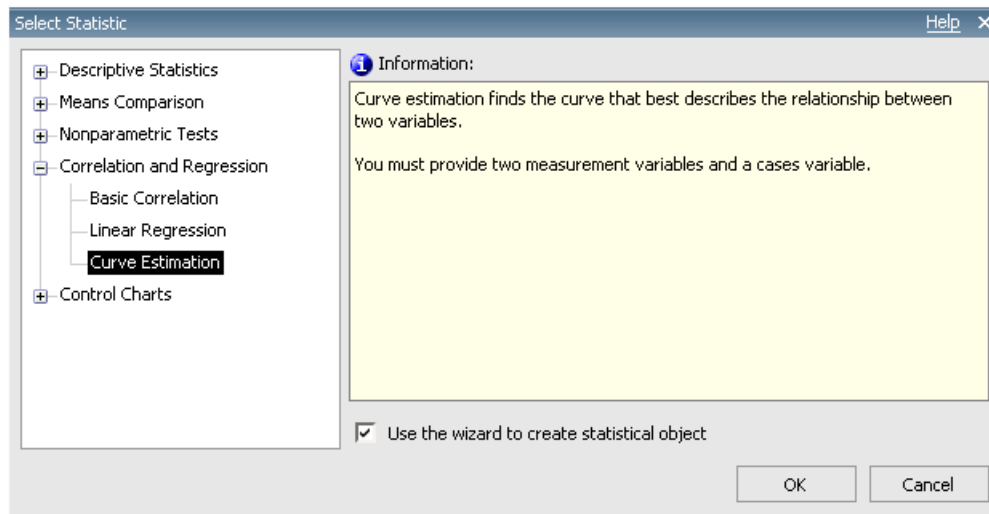 Select Statistic
Help
Descriptive Statistics
Means Comparison
Nonparametric Tests
Correlation and Regression
Basic Correlation
Linear Regression
Curve Estimation
Control Charts
Information:
Curve estimation finds the curve that best describes the relationship between
two variables.
You must provide two measurement variables and a cases variable.
Use the wizard to create statistical object
OK
Cancel